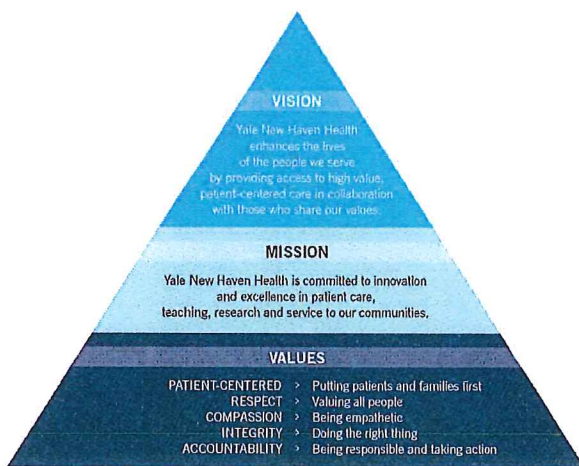 VISION
Yale New Haven Health
enhances the lives
of the people we serve
by providing access to high value,
patient-centered care in collaboration
with those who share our values.
MISSION
Yale New Haven Health is committed to innovation
and excellence in patient care,
teaching, research and service to our communities.
VALUES
PATIENT-CENTERED > Putting patients and families first
RESPECT > Valuing all people
COMPASSION > Being empathetic
INTEGRITY > Doing the right thing
ACCOUNTABILITY > Being responsible and taking action